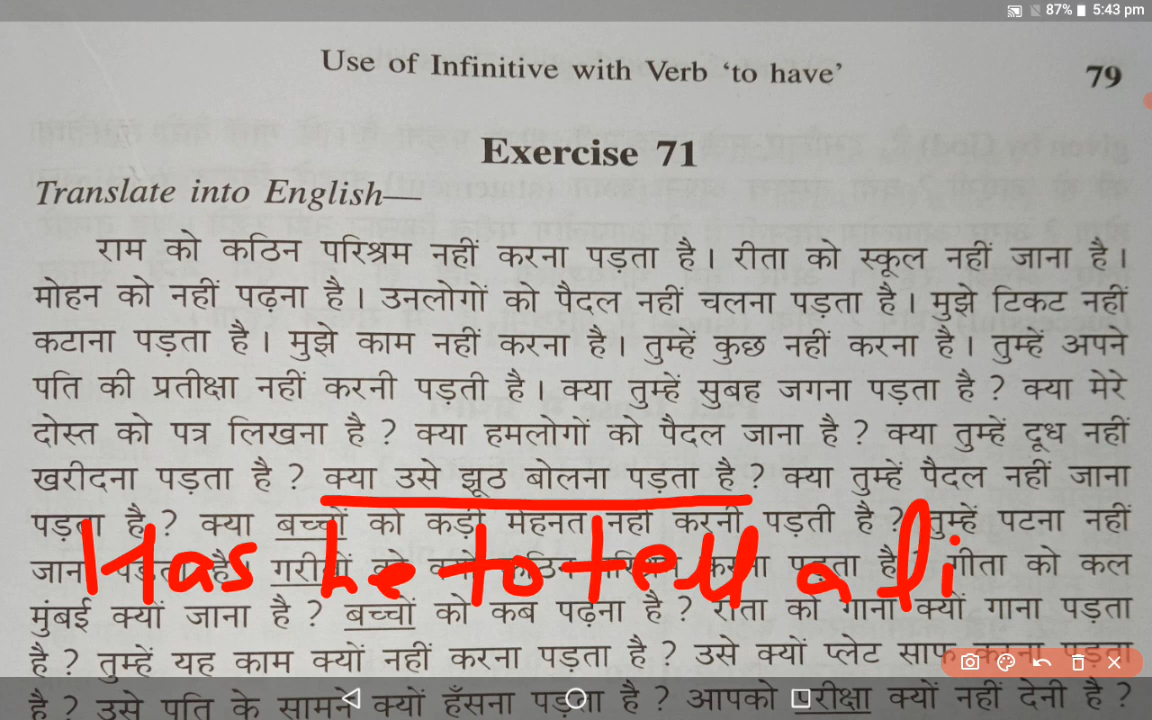 87% 5:43 pm
Use of Infinitive with Verb ‘to have’ 79
Exercise 71
Translate into English—
राम को कठिन परिश्रम नहीं करना पड़ता है। रीता को स्कूल नहीं जाना है।
मोहन को नहीं पढ़ना है। उनलोगों को पैदल नहीं चलना पड़ता है। मुझे टिकट नहीं
कटाना पड़ता है। मुझे काम नहीं करना है। तुम्हें कुछ नहीं करना है। तुम्हें अपने
पति की प्रतीक्षा नहीं करनी पड़ती है। क्या तुम्हें सुबह जगना पड़ता है? क्या मेरे
दोस्त को पत्र लिखना है? क्या हमलोगों को पैदल जाना है? क्या तुम्हें दूध नहीं
खरीदना पड़ता है? क्या उसे झूठ बोलना पड़ता है? क्या तुम्हें पैदल नहीं जाना
पड़ता है? क्या बच्चों को कड़ी मेहनत नहीं करनी पड़ती है? तुम्हें पटना नहीं
Has he to tell a li
जाना पड़ता है। गरीबों को करना पड़ता है? गीता को कल
मुंबई क्यों जाना है? बच्चों को कब पढ़ना है? रीता को गाना क्यों गाना पड़ता
है? तुम्हें यह काम क्यों नहीं करना पड़ता है? उसे क्यों प्लेट साफ करना पड़ता
है? उसे पति के सामने क्यों हँसना पड़ता है? आपको परीक्षा क्यों नहीं देनी है?